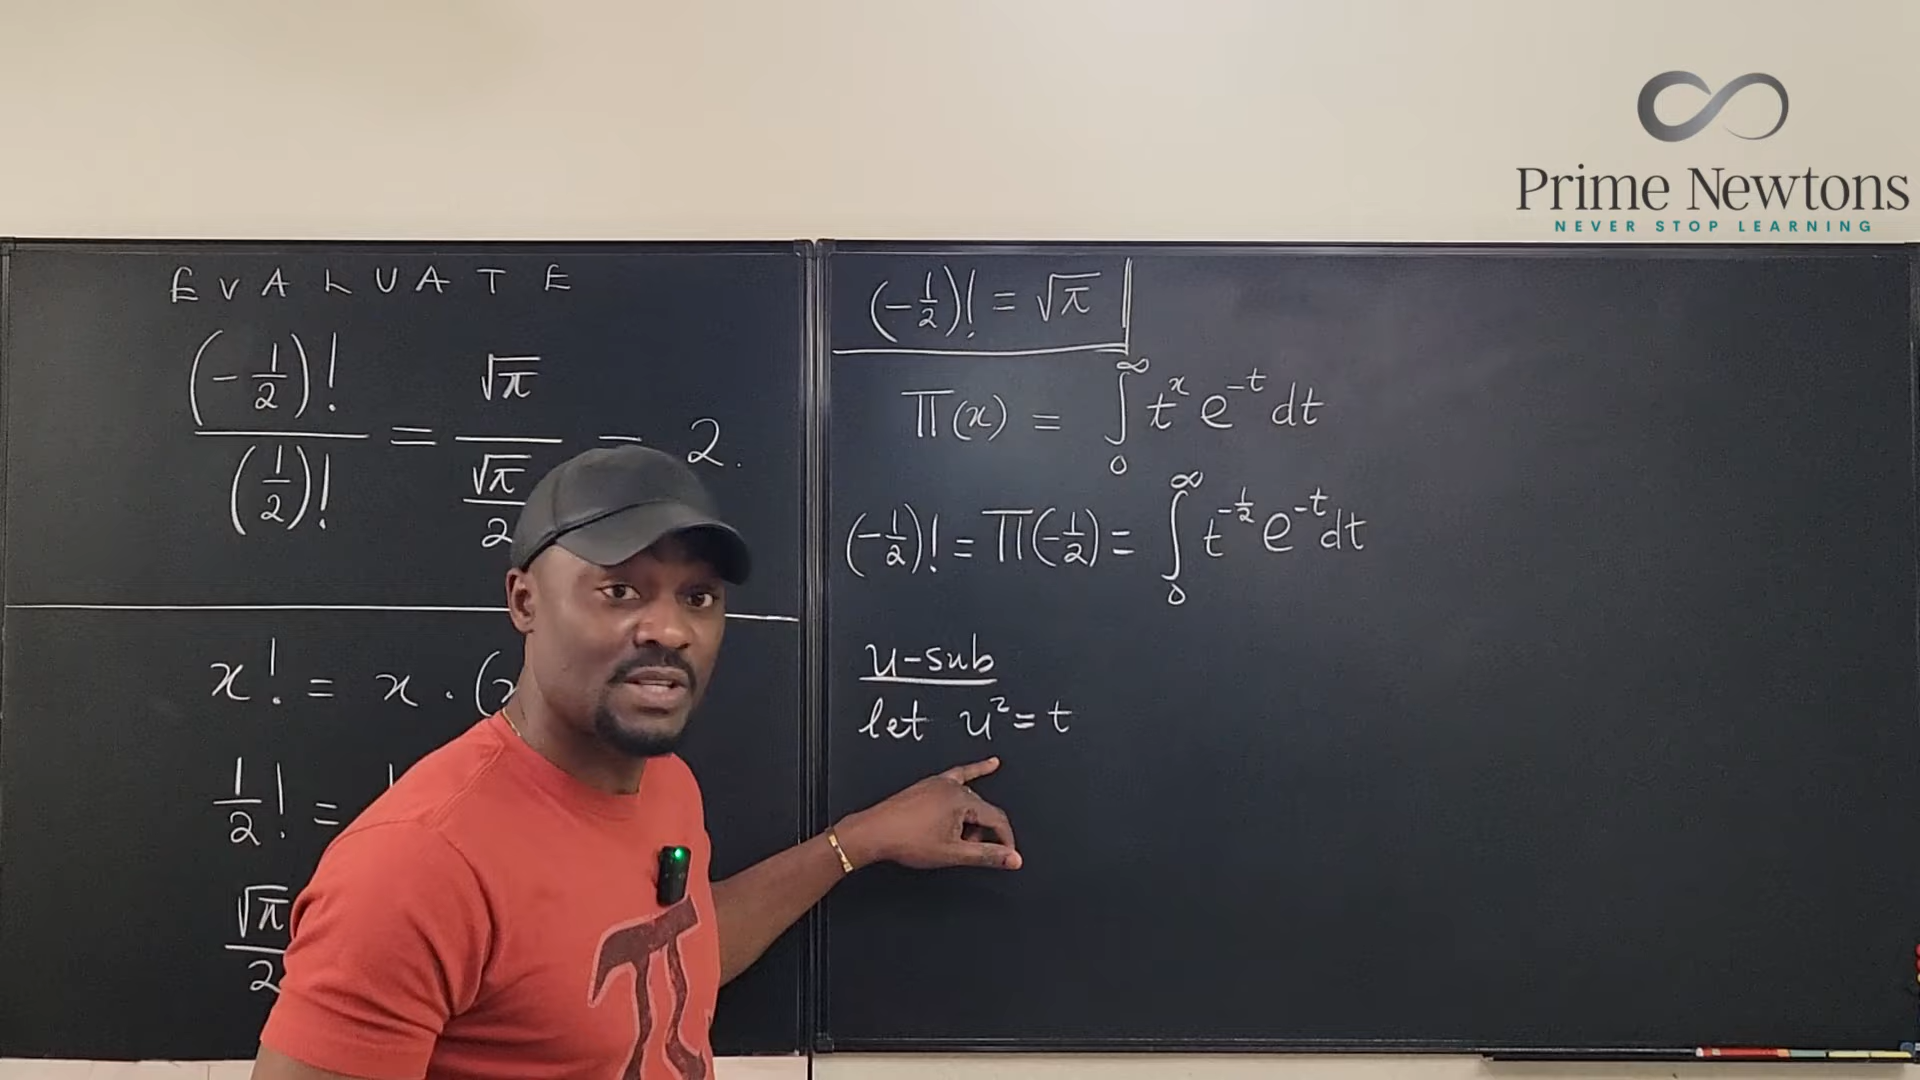 Prime Newtons
NEVER STOP LEARNING
EVALUATE
(-1/2)! / (1/2)! = √π / (√π/2) = 2.
x! = x · (x
1/2! =
√π/2
(-1/2)! = √π
Π(x) = ∫₀^∞ t^x e^-t dt
(-1/2)! = Π(-1/2) = ∫₀^∞ t^-1/2 e^-t dt
u-sub
let u² = t